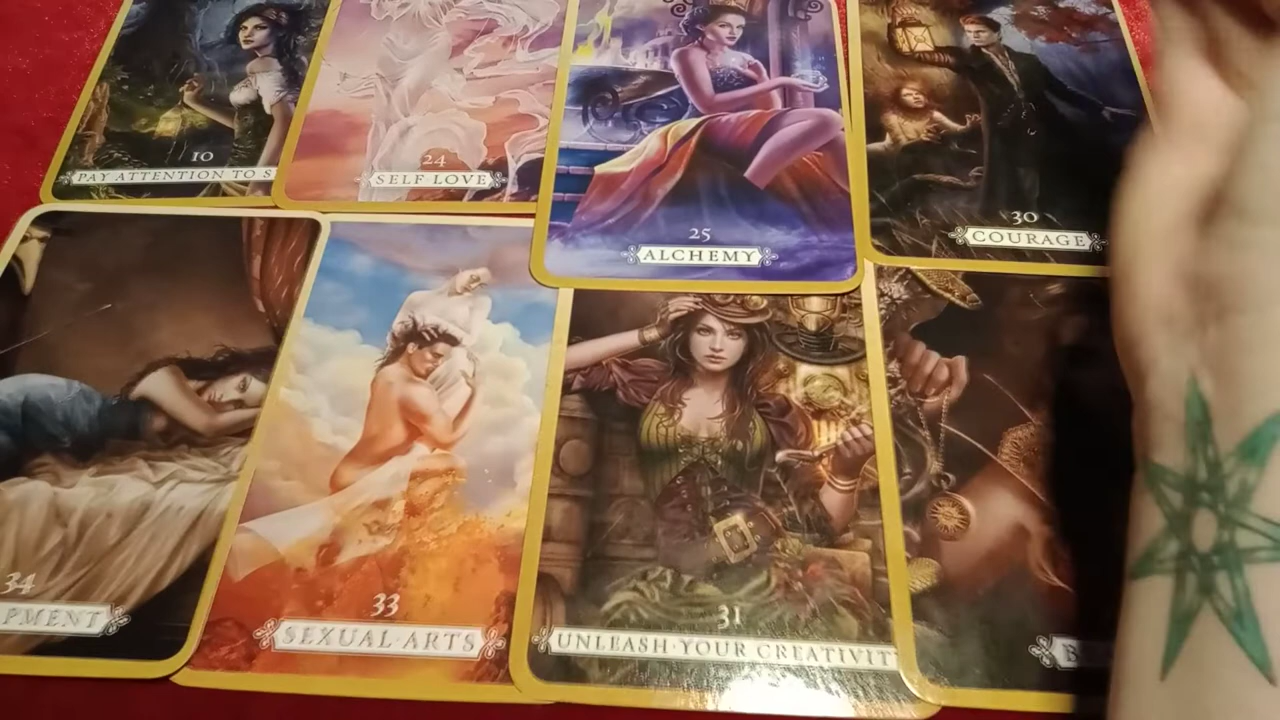 10
PAY ATTENTION TO S
24
SELF LOVE
25
ALCHEMY
30
COURAGE
34
PMENT
33
SEXUAL·ARTS
31
UNLEASH·YOUR CREATIVIT
B